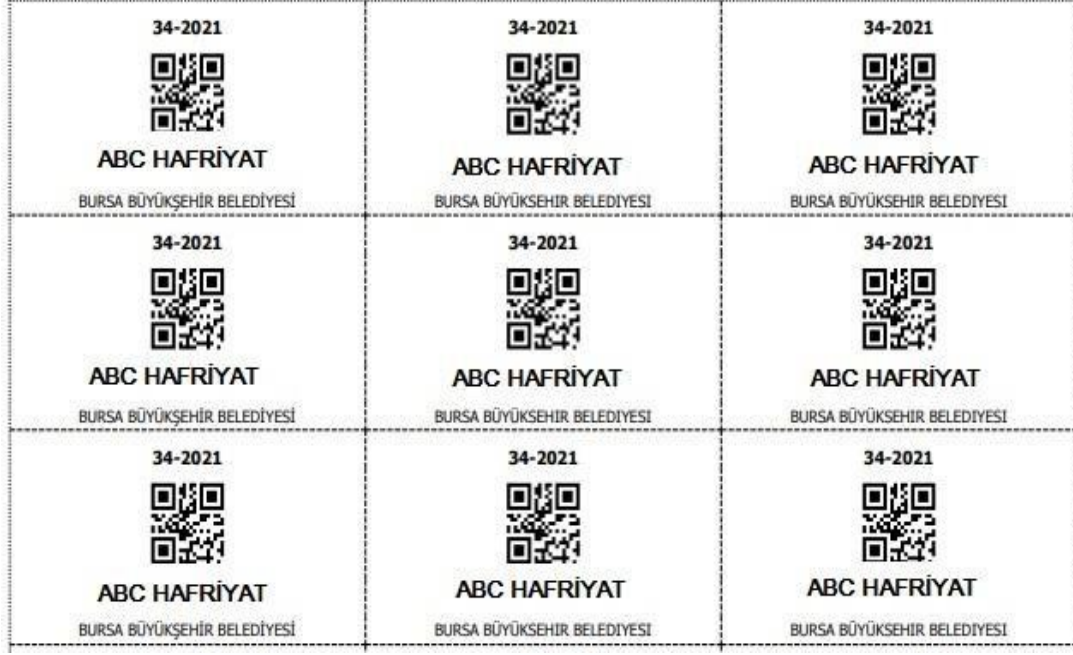 34-2021
34-2021
34-2021
ABC HAFRİYAT
ABC HAFRİYAT
ABC HAFRİYAT
BURSA BÜYÜKŞEHİR BELEDİYESİ
BURSA BÜYÜKSEHIR BELEDIYESI
BURSA BÜYÜKSEHIR BELEDIYESI
34-2021
34-2021
34-2021
ABC HAFRİYAT
ABC HAFRİYAT
ABC HAFRİYAT
BURSA BÜYÜKŞEHİR BELEDİYESİ
BURSA BÜYÜKSEHIR BELEDIYESI
BURSA BÜYÜKSEHIR BELEDIYESI
34-2021
34-2021
34-2021
ABC HAFRİYAT
ABC HAFRİYAT
ABC HAFRİYAT
BURSA BÜYÜKŞEHİR BELEDİYESİ
BURSA BÜYÜKSEHIR BELEDIYESI
BURSA BÜYÜKSEHIR BELEDIYESI